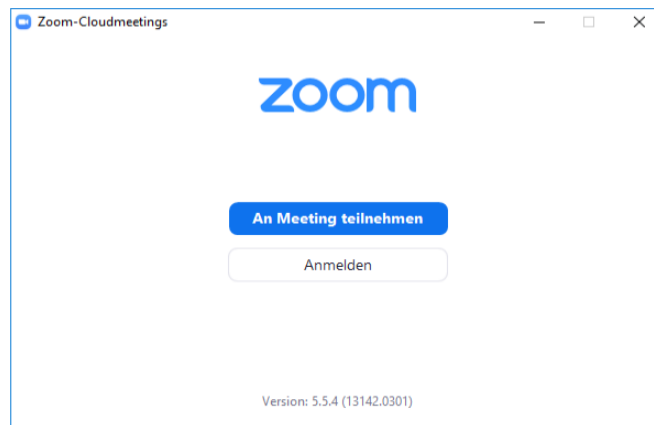 Zoom-Cloudmeetings
zoom
An Meeting teilnehmen
Anmelden
Version: 5.5.4 (13142.0301)